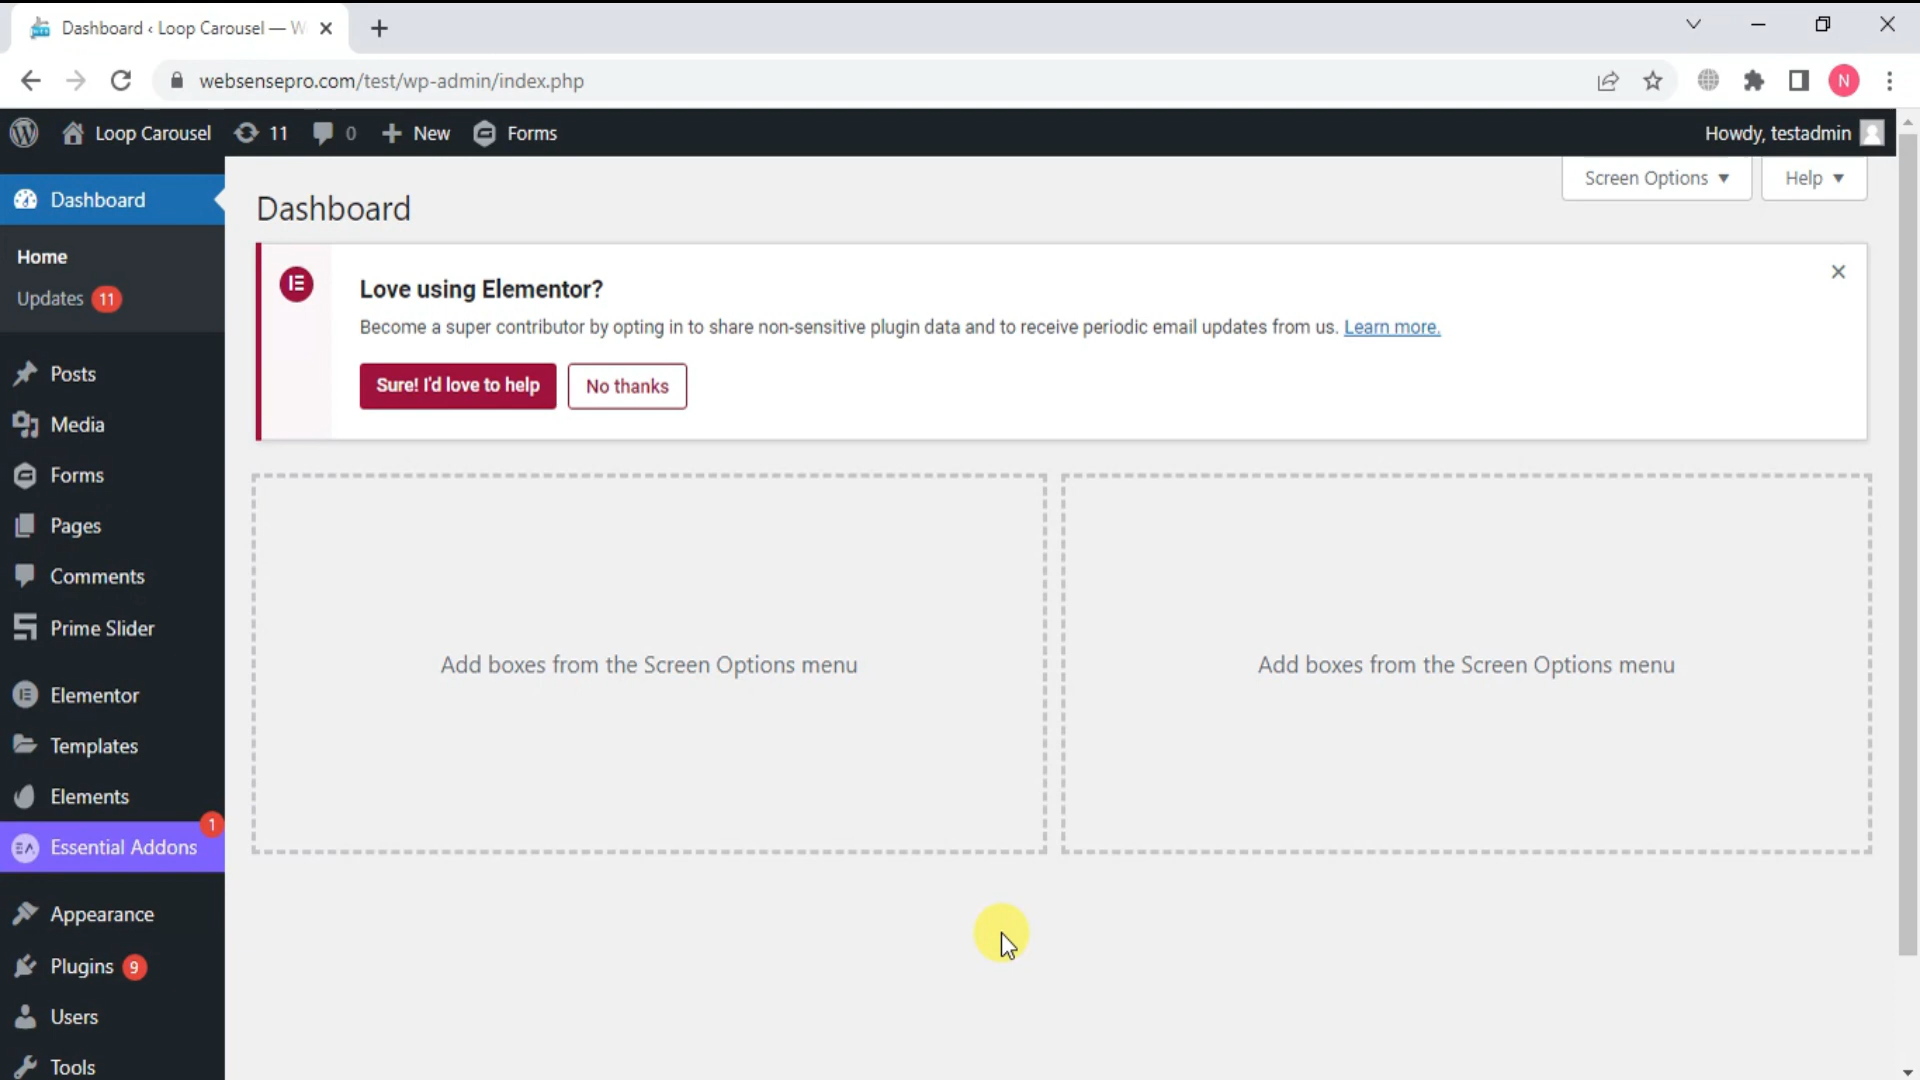 Dashboard ‹ Loop Carousel — W
websensepro.com/test/wp-admin/index.php
N
Loop Carousel 11 0 New Forms
Howdy, testadmin
Dashboard
Home
Updates 11
Posts
Media
Forms
Pages
Comments
Prime Slider
Elementor
Templates
Elements
1
Essential Addons
Appearance
Plugins 9
Users
Tools
Screen Options
Help
Dashboard
Love using Elementor?
Become a super contributor by opting in to share non-sensitive plugin data and to receive periodic email updates from us. Learn more.
Sure! I'd love to help
No thanks
Add boxes from the Screen Options menu
Add boxes from the Screen Options menu